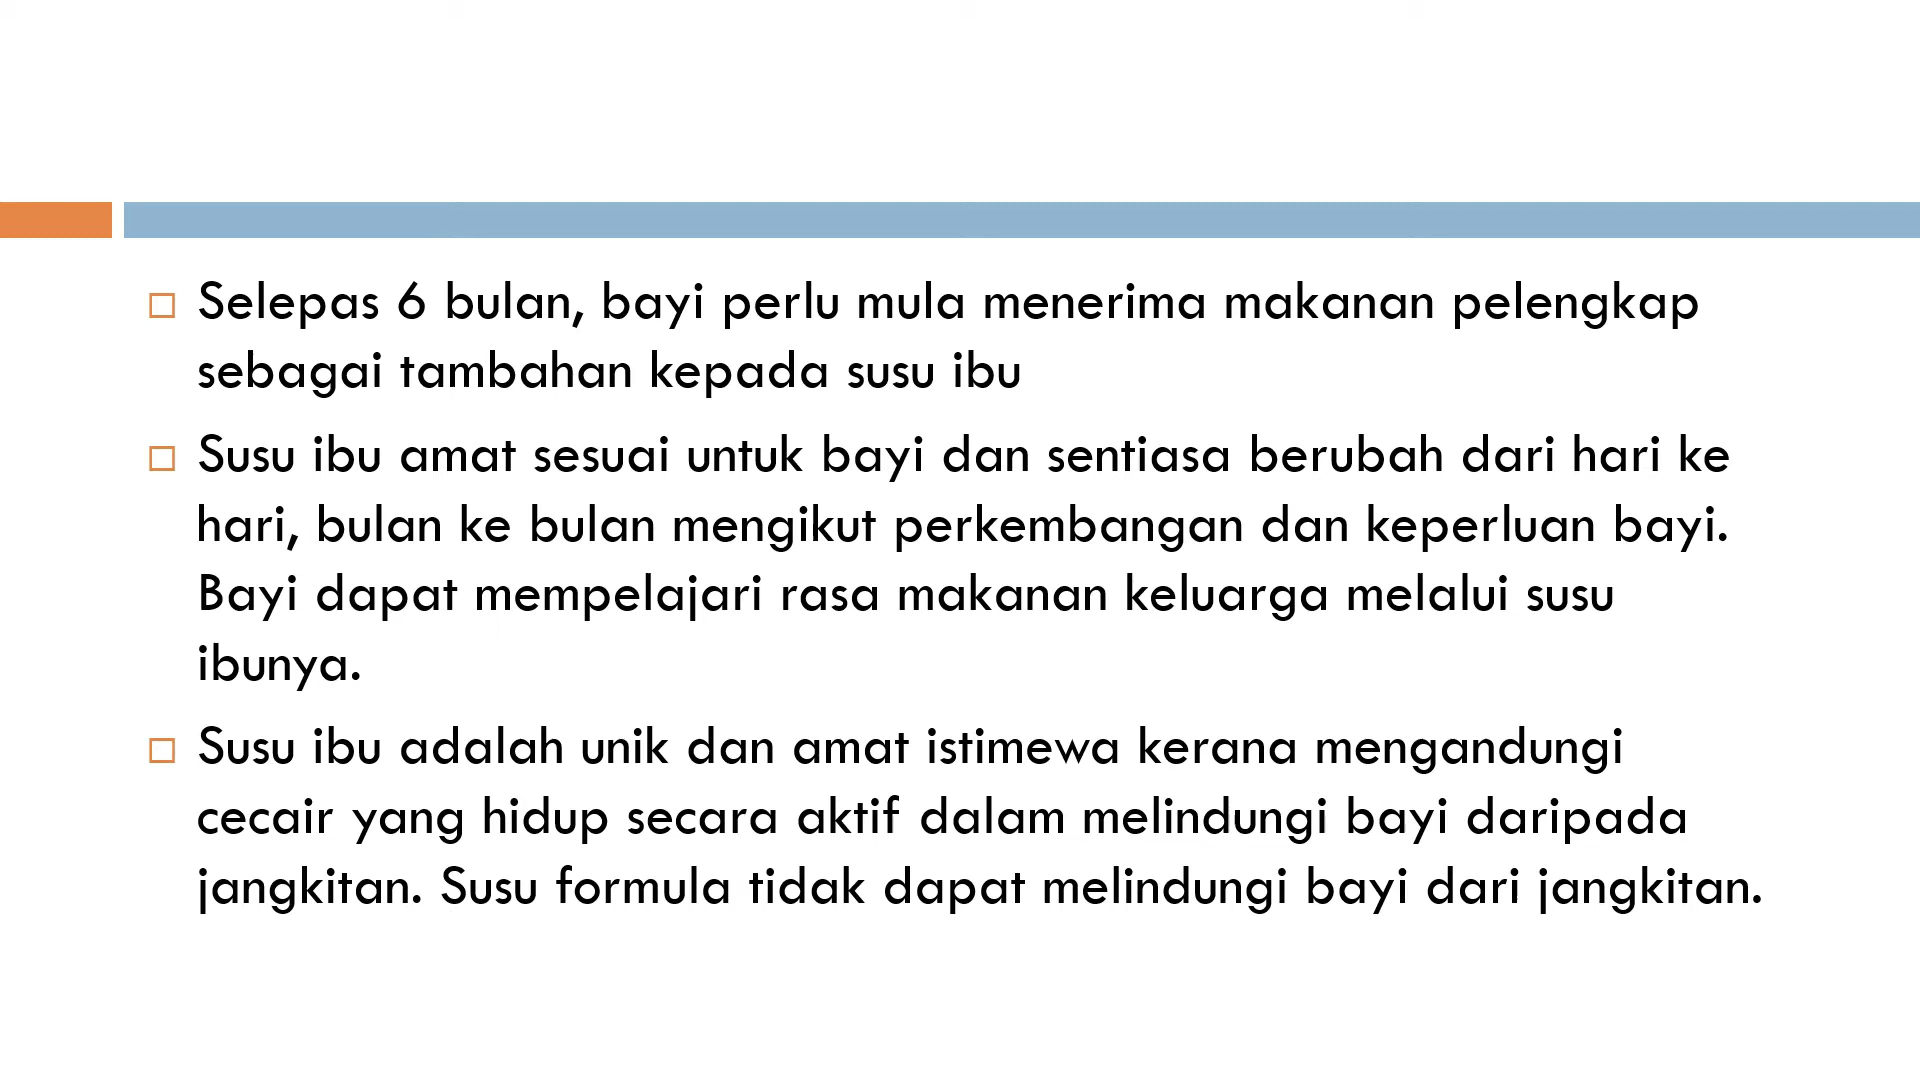 Selepas 6 bulan, bayi perlu mula menerima makanan pelengkap
sebagai tambahan kepada susu ibu
Susu ibu amat sesuai untuk bayi dan sentiasa berubah dari hari ke
hari, bulan ke bulan mengikut perkembangan dan keperluan bayi.
Bayi dapat mempelajari rasa makanan keluarga melalui susu
ibunya.
Susu ibu adalah unik dan amat istimewa kerana mengandungi
cecair yang hidup secara aktif dalam melindungi bayi daripada
jangkitan. Susu formula tidak dapat melindungi bayi dari jangkitan.